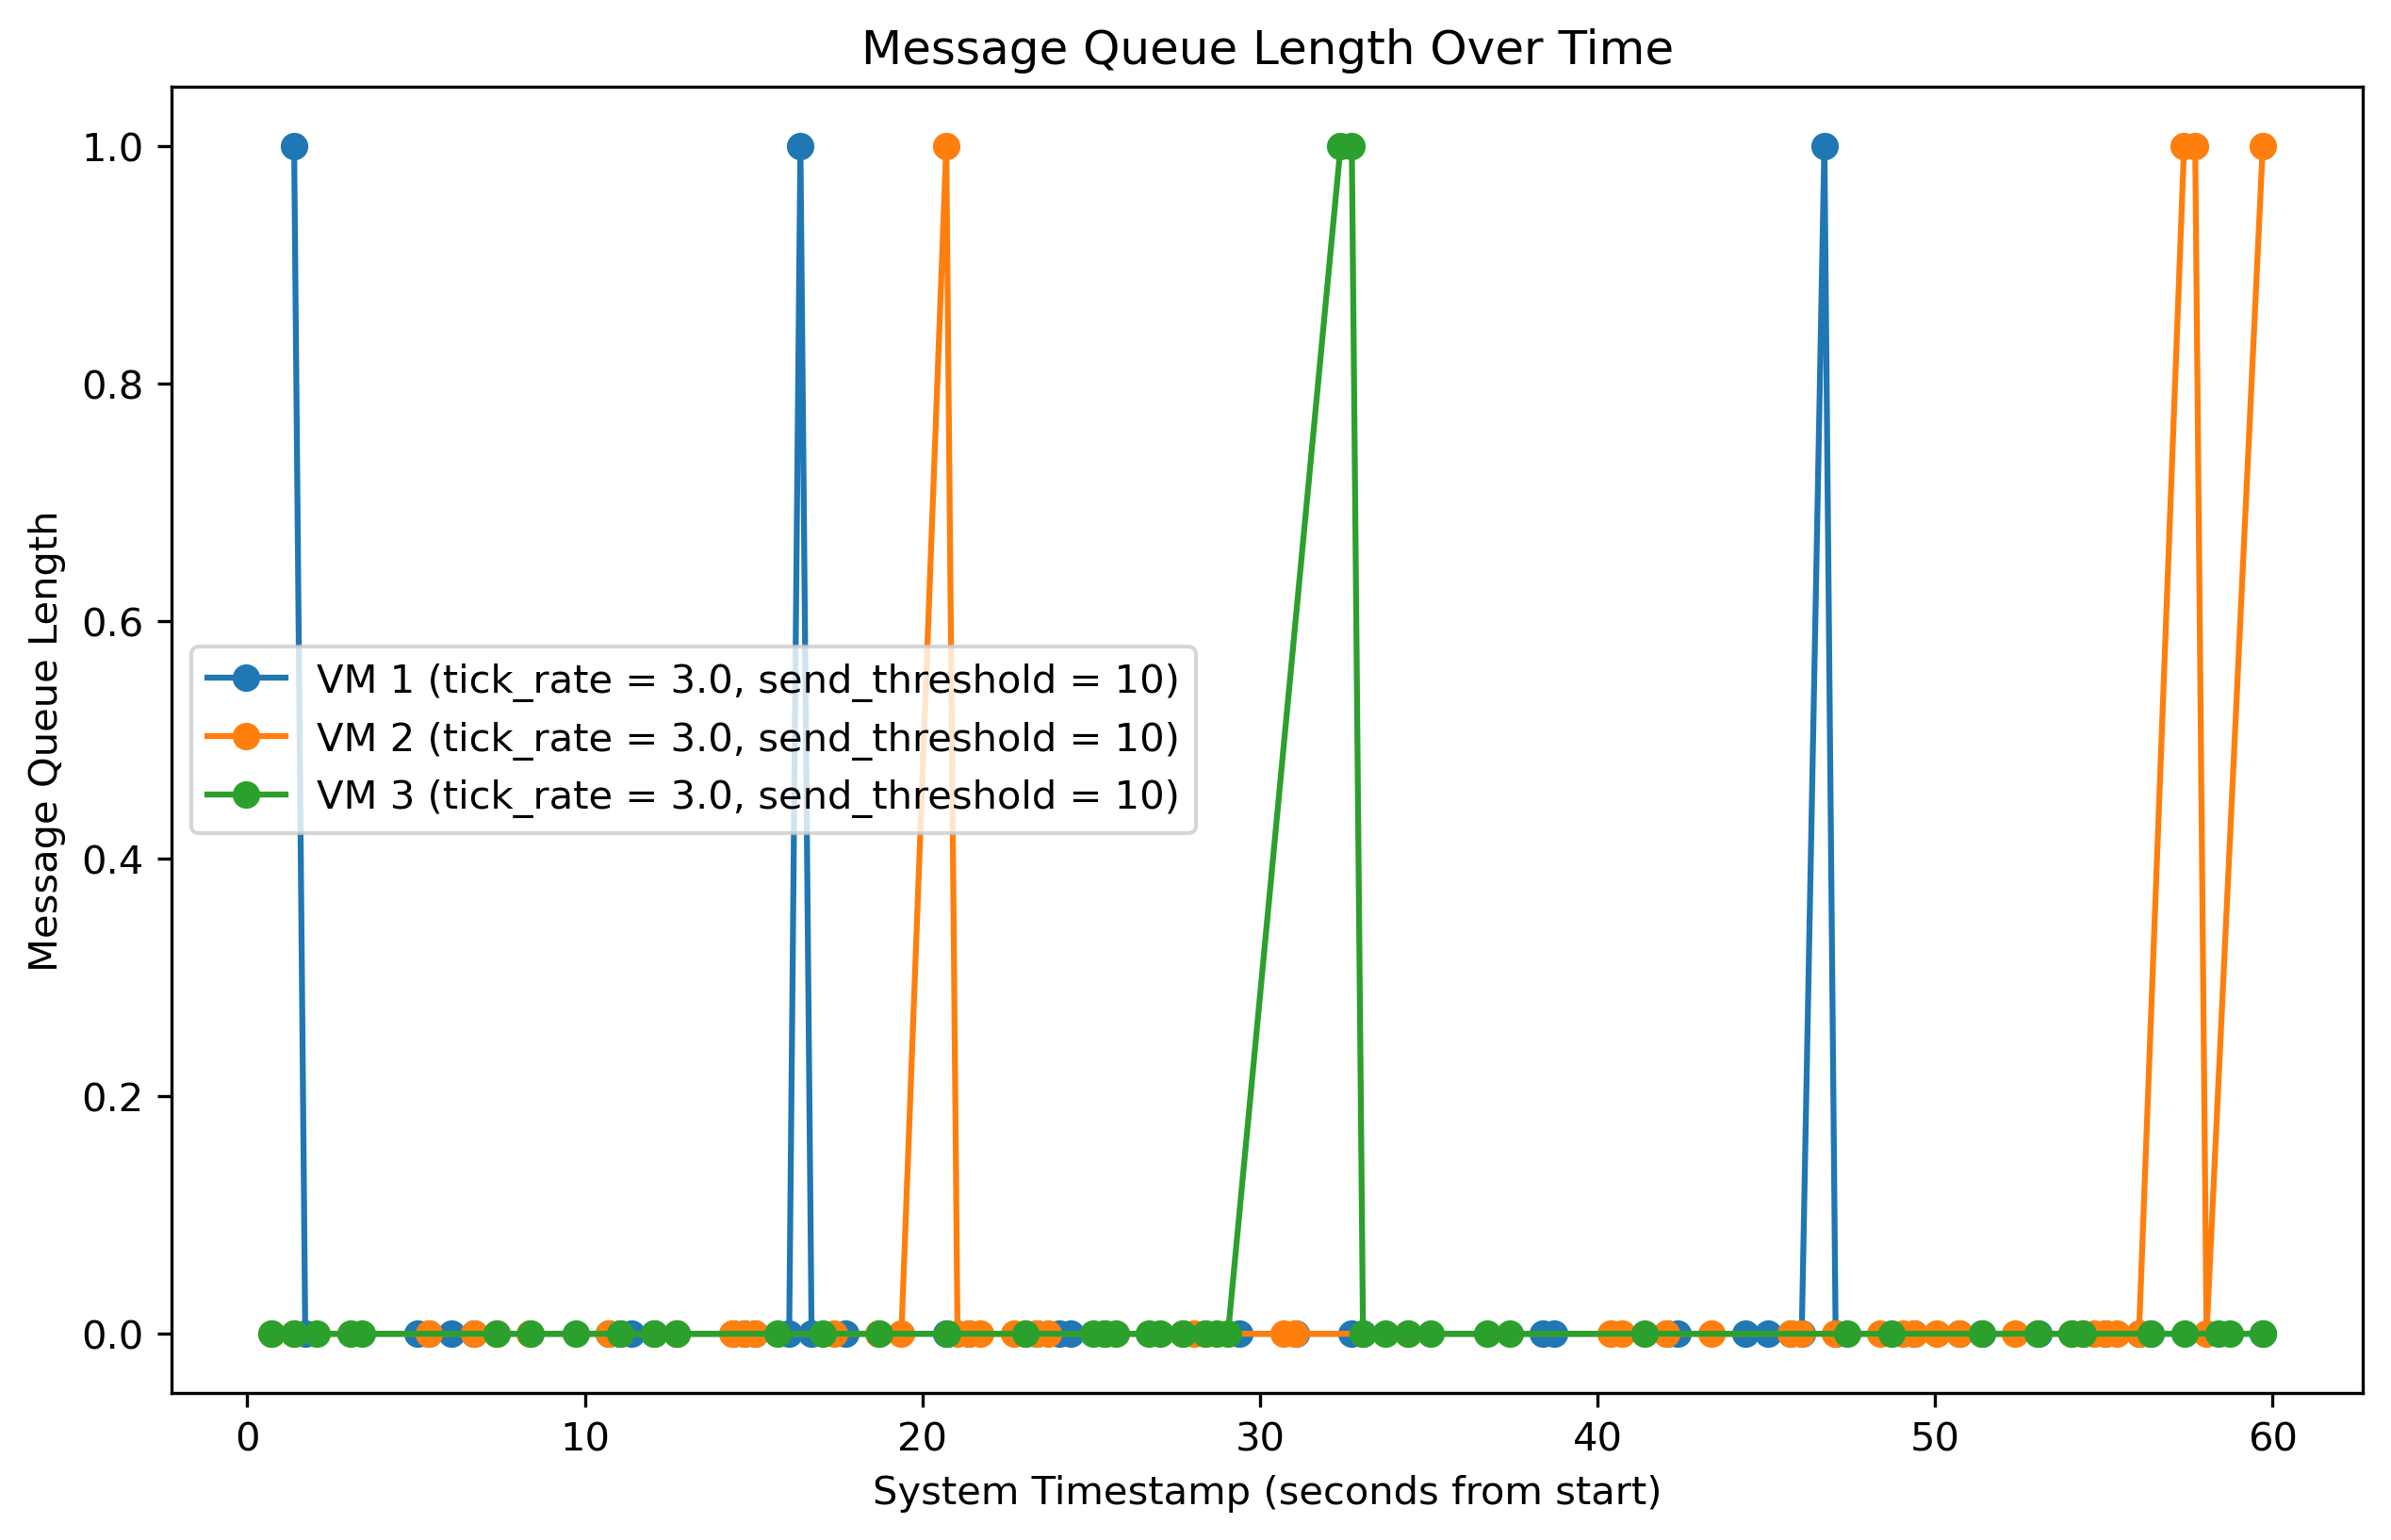 Message Queue Length Over Time
Message Queue Length
1.0
0.8
0.6
0.4
0.2
0.0
VM 1 (tick_rate = 3.0, send_threshold = 10)
VM 2 (tick_rate = 3.0, send_threshold = 10)
VM 3 (tick_rate = 3.0, send_threshold = 10)
0 10 20 30 40 50 60
System Timestamp (seconds from start)